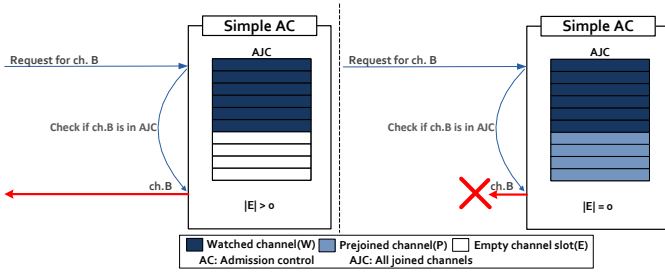 Simple AC
AJC
Request for ch. B
Check if ch.B is in AJC
ch.B
|E| > 0
Simple AC
AJC
Request for ch. B
Check if ch.B is in AJC
ch.B
|E| = 0
Watched channel(W) Prejoined channel(P) Empty channel slot(E)
AC: Admission control AJC: All joined channels